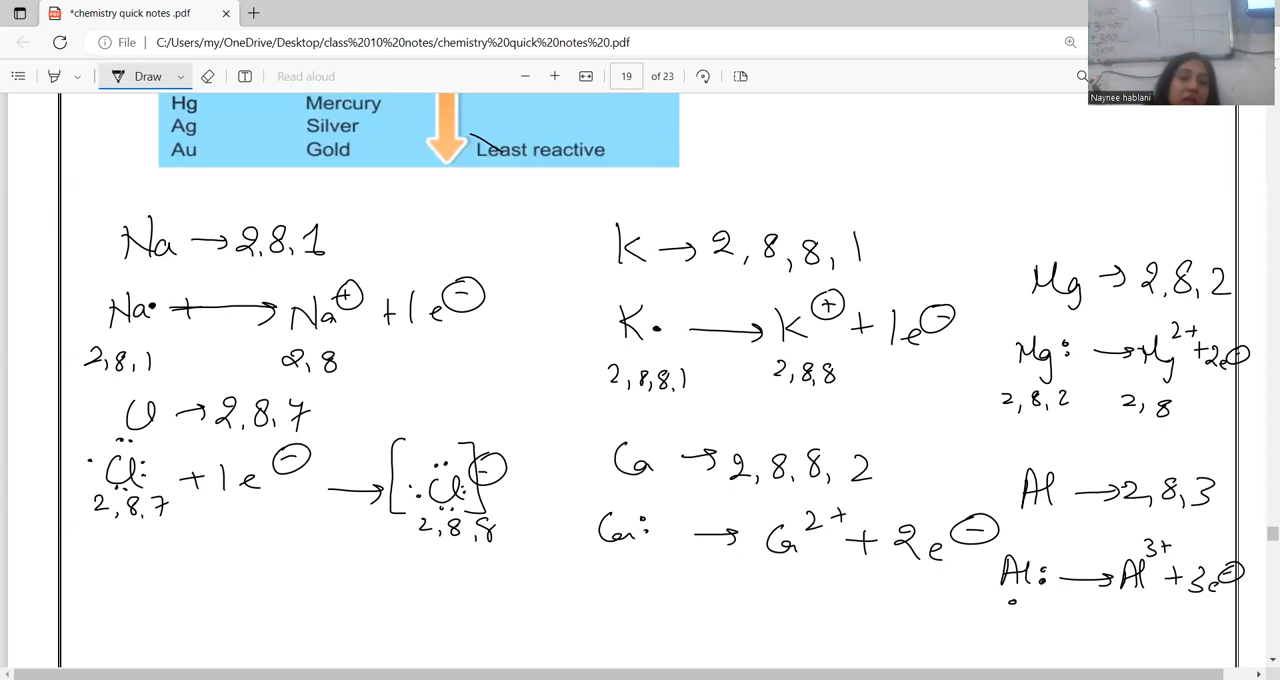 *chemistry quick notes .pdf
File C:/Users/my/OneDrive/Desktop/class%2010%20notes/chemistry%20quick%20notes%20.pdf
Draw Read aloud 19 of 23
Naynee hablani
Hg Mercury
Ag Silver
Au Gold Least reactive
Na → 2,8,1
Na• + → Na⊕ + 1e⊖
2,8,1 2,8
Cl → 2,8,7
Cl + 1e⊖ → [Cl]⊖
2,8,7 2,8,8
K → 2,8,8,1
K• → K⊕ + 1e⊖
2,8,8,1 2,8,8
Ca → 2,8,8,2
Ca: → Ca2+ + 2e⊖
Mg → 2,8,2
Mg: → Mg2+ + 2e⊖
2,8,2 2,8
Al → 2,8,3
Al: → Al3+ + 3e⊖